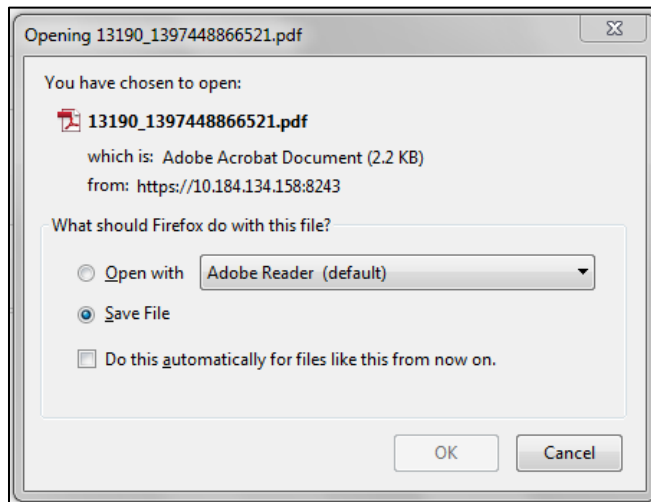 Opening 13190_1397448866521.pdf
You have chosen to open:
13190_1397448866521.pdf
which is: Adobe Acrobat Document (2.2 KB)
from: https://10.184.134.158:8243
What should Firefox do with this file?
Open with Adobe Reader (default)
Save File
Do this automatically for files like this from now on.
OK Cancel